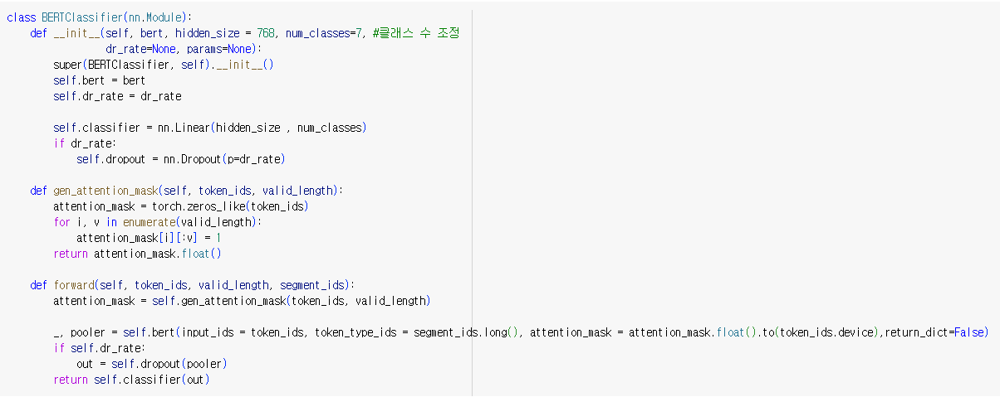 class BERTClassifier(nn.Module):
    def __init__(self, bert, hidden_size = 768, num_classes=7, #클래스 수 조정
                 dr_rate=None, params=None):
        super(BERTClassifier, self).__init__()
        self.bert = bert
        self.dr_rate = dr_rate

        self.classifier = nn.Linear(hidden_size , num_classes)
        if dr_rate:
            self.dropout = nn.Dropout(p=dr_rate)

    def gen_attention_mask(self, token_ids, valid_length):
        attention_mask = torch.zeros_like(token_ids)
        for i, v in enumerate(valid_length):
            attention_mask[i][:v] = 1
        return attention_mask.float()

    def forward(self, token_ids, valid_length, segment_ids):
        attention_mask = self.gen_attention_mask(token_ids, valid_length)

        _, pooler = self.bert(input_ids = token_ids, token_type_ids = segment_ids.long(), attention_mask = attention_mask.float().to(token_ids.device),return_dict=False)
        if self.dr_rate:
            out = self.dropout(pooler)
        return self.classifier(out)